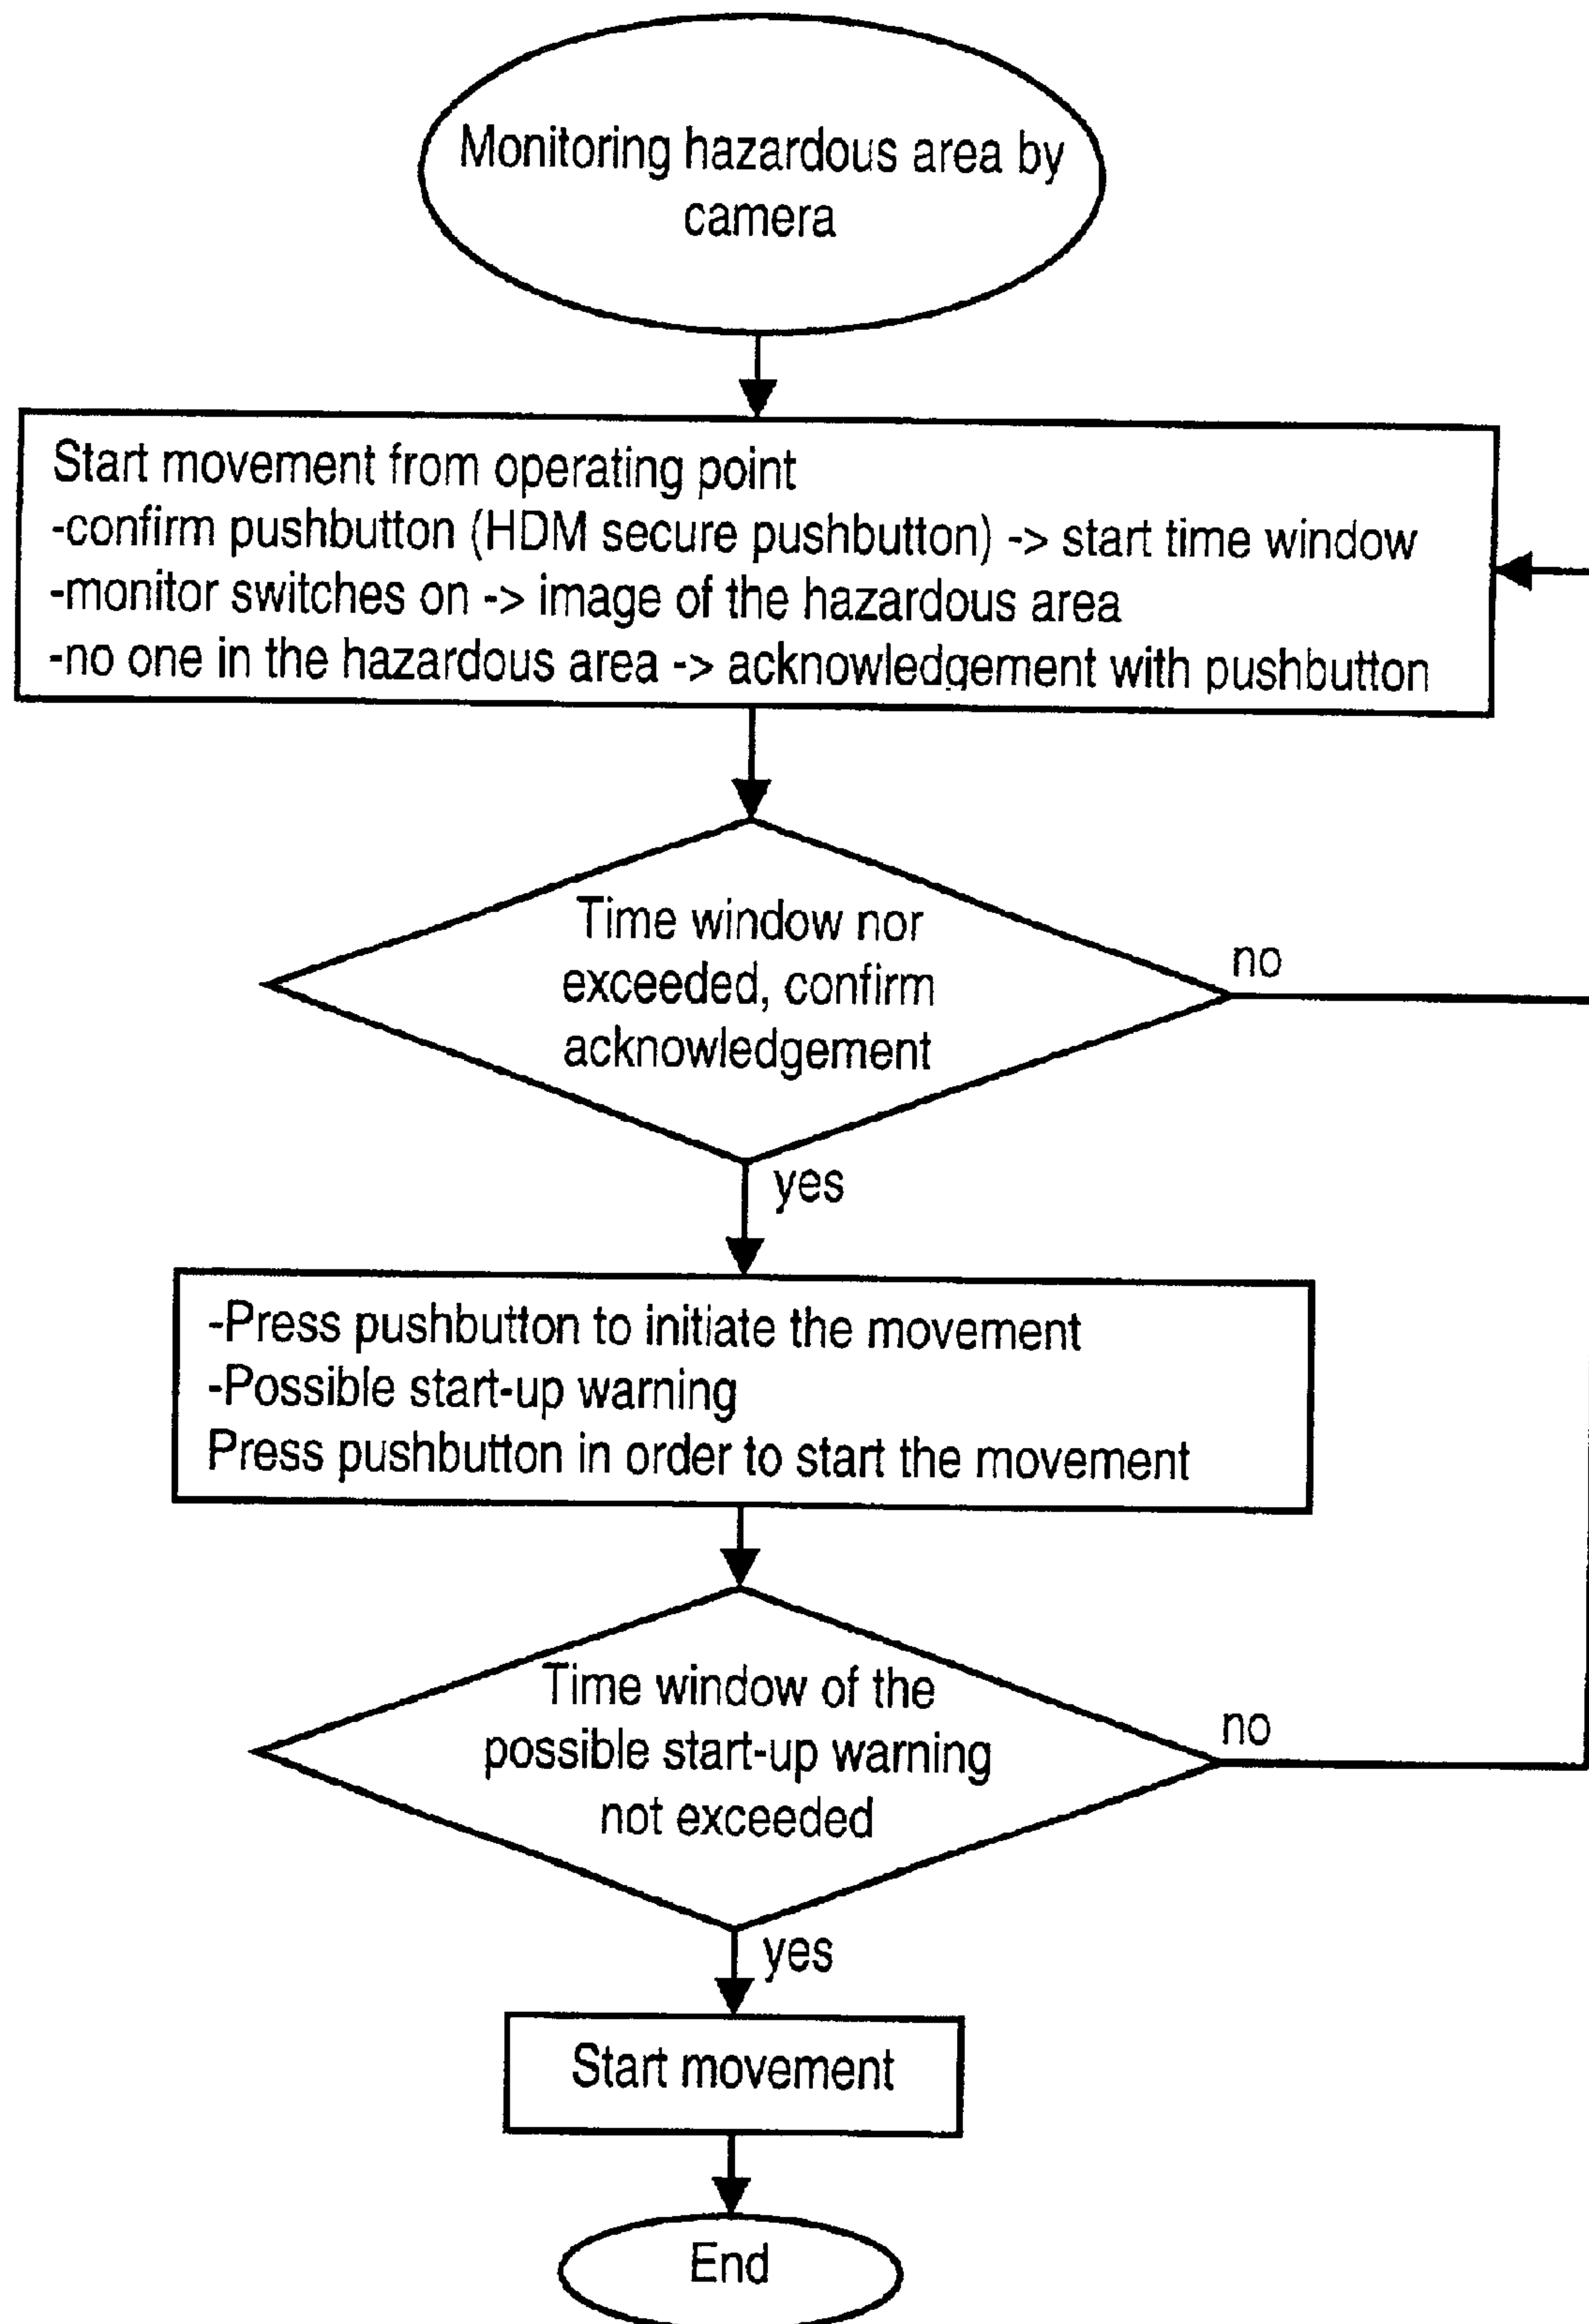 Monitoring hazardous area by
camera
Start movement from operating point
-confirm pushbutton (HDM secure pushbutton) -> start time window
-monitor switches on -> image of the hazardous area
-no one in the hazardous area -> acknowledgement with pushbutton
Time window nor
exceeded, confirm
acknowledgement
no
yes
-Press pushbutton to initiate the movement
-Possible start-up warning
Press pushbutton in order to start the movement
Time window of the
possible start-up warning
not exceeded
no
yes
Start movement
End